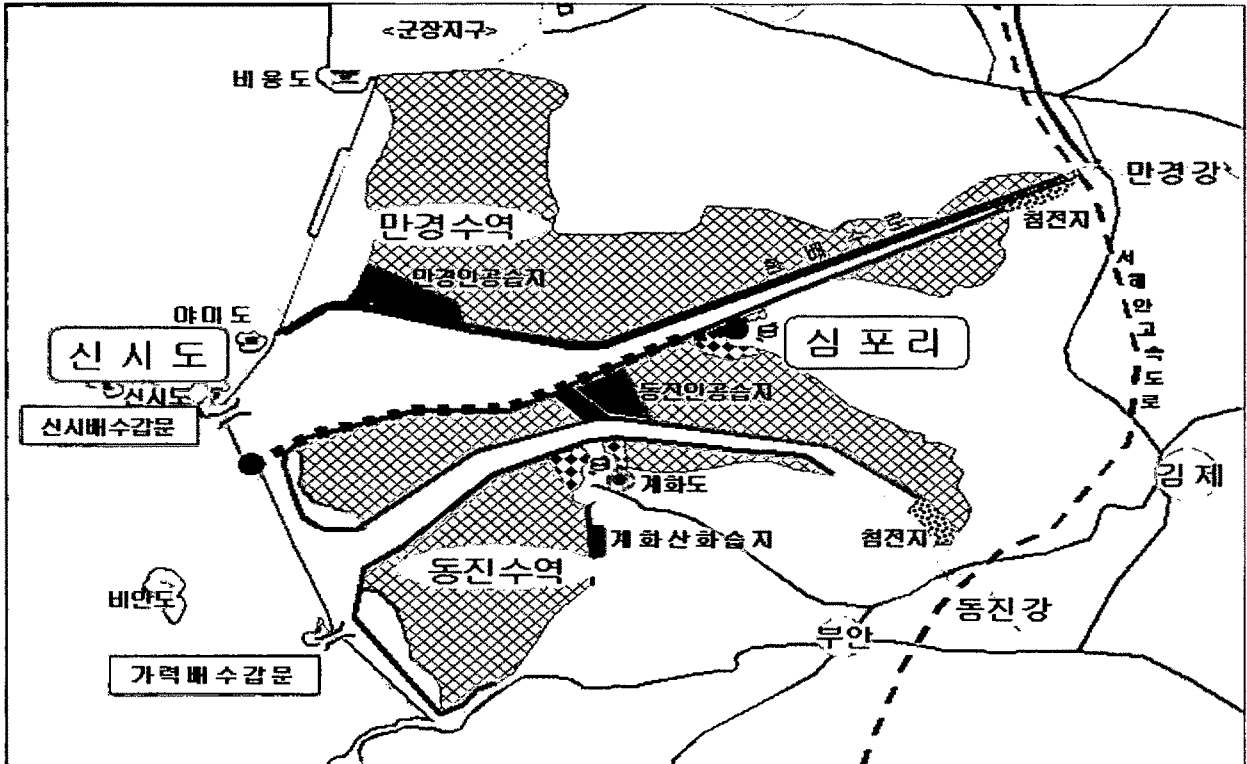 <군장지구>
비응도
만경강
만경수역
침전지
만경인공습지
서해안고속도로
야미도
신시도
심포리
신시도
동진인공습지
신시배수갑문
김제
계화도
침전지
계화산화습지
동진수역
비안도
동진강
부안
가력배수갑문